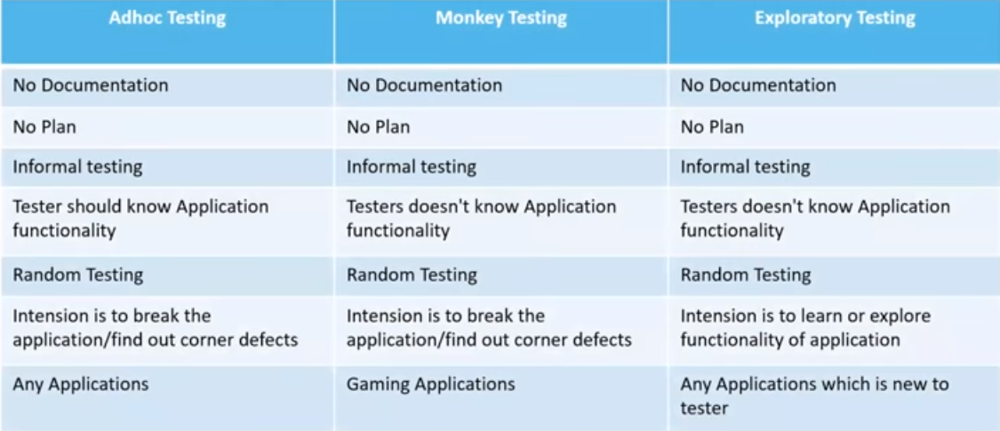 Adhoc Testing
Monkey Testing
Exploratory Testing
No Documentation
No Documentation
No Documentation
No Plan
No Plan
No Plan
Informal testing
Informal testing
Informal testing
Tester should know Application
functionality
Testers doesn't know Application
functionality
Testers doesn't know Application
functionality
Random Testing
Random Testing
Random Testing
Intension is to break the
application/find out corner defects
Intension is to break the
application/find out corner defects
Intension is to learn or explore
functionality of application
Any Applications
Gaming Applications
Any Applications which is new to
tester